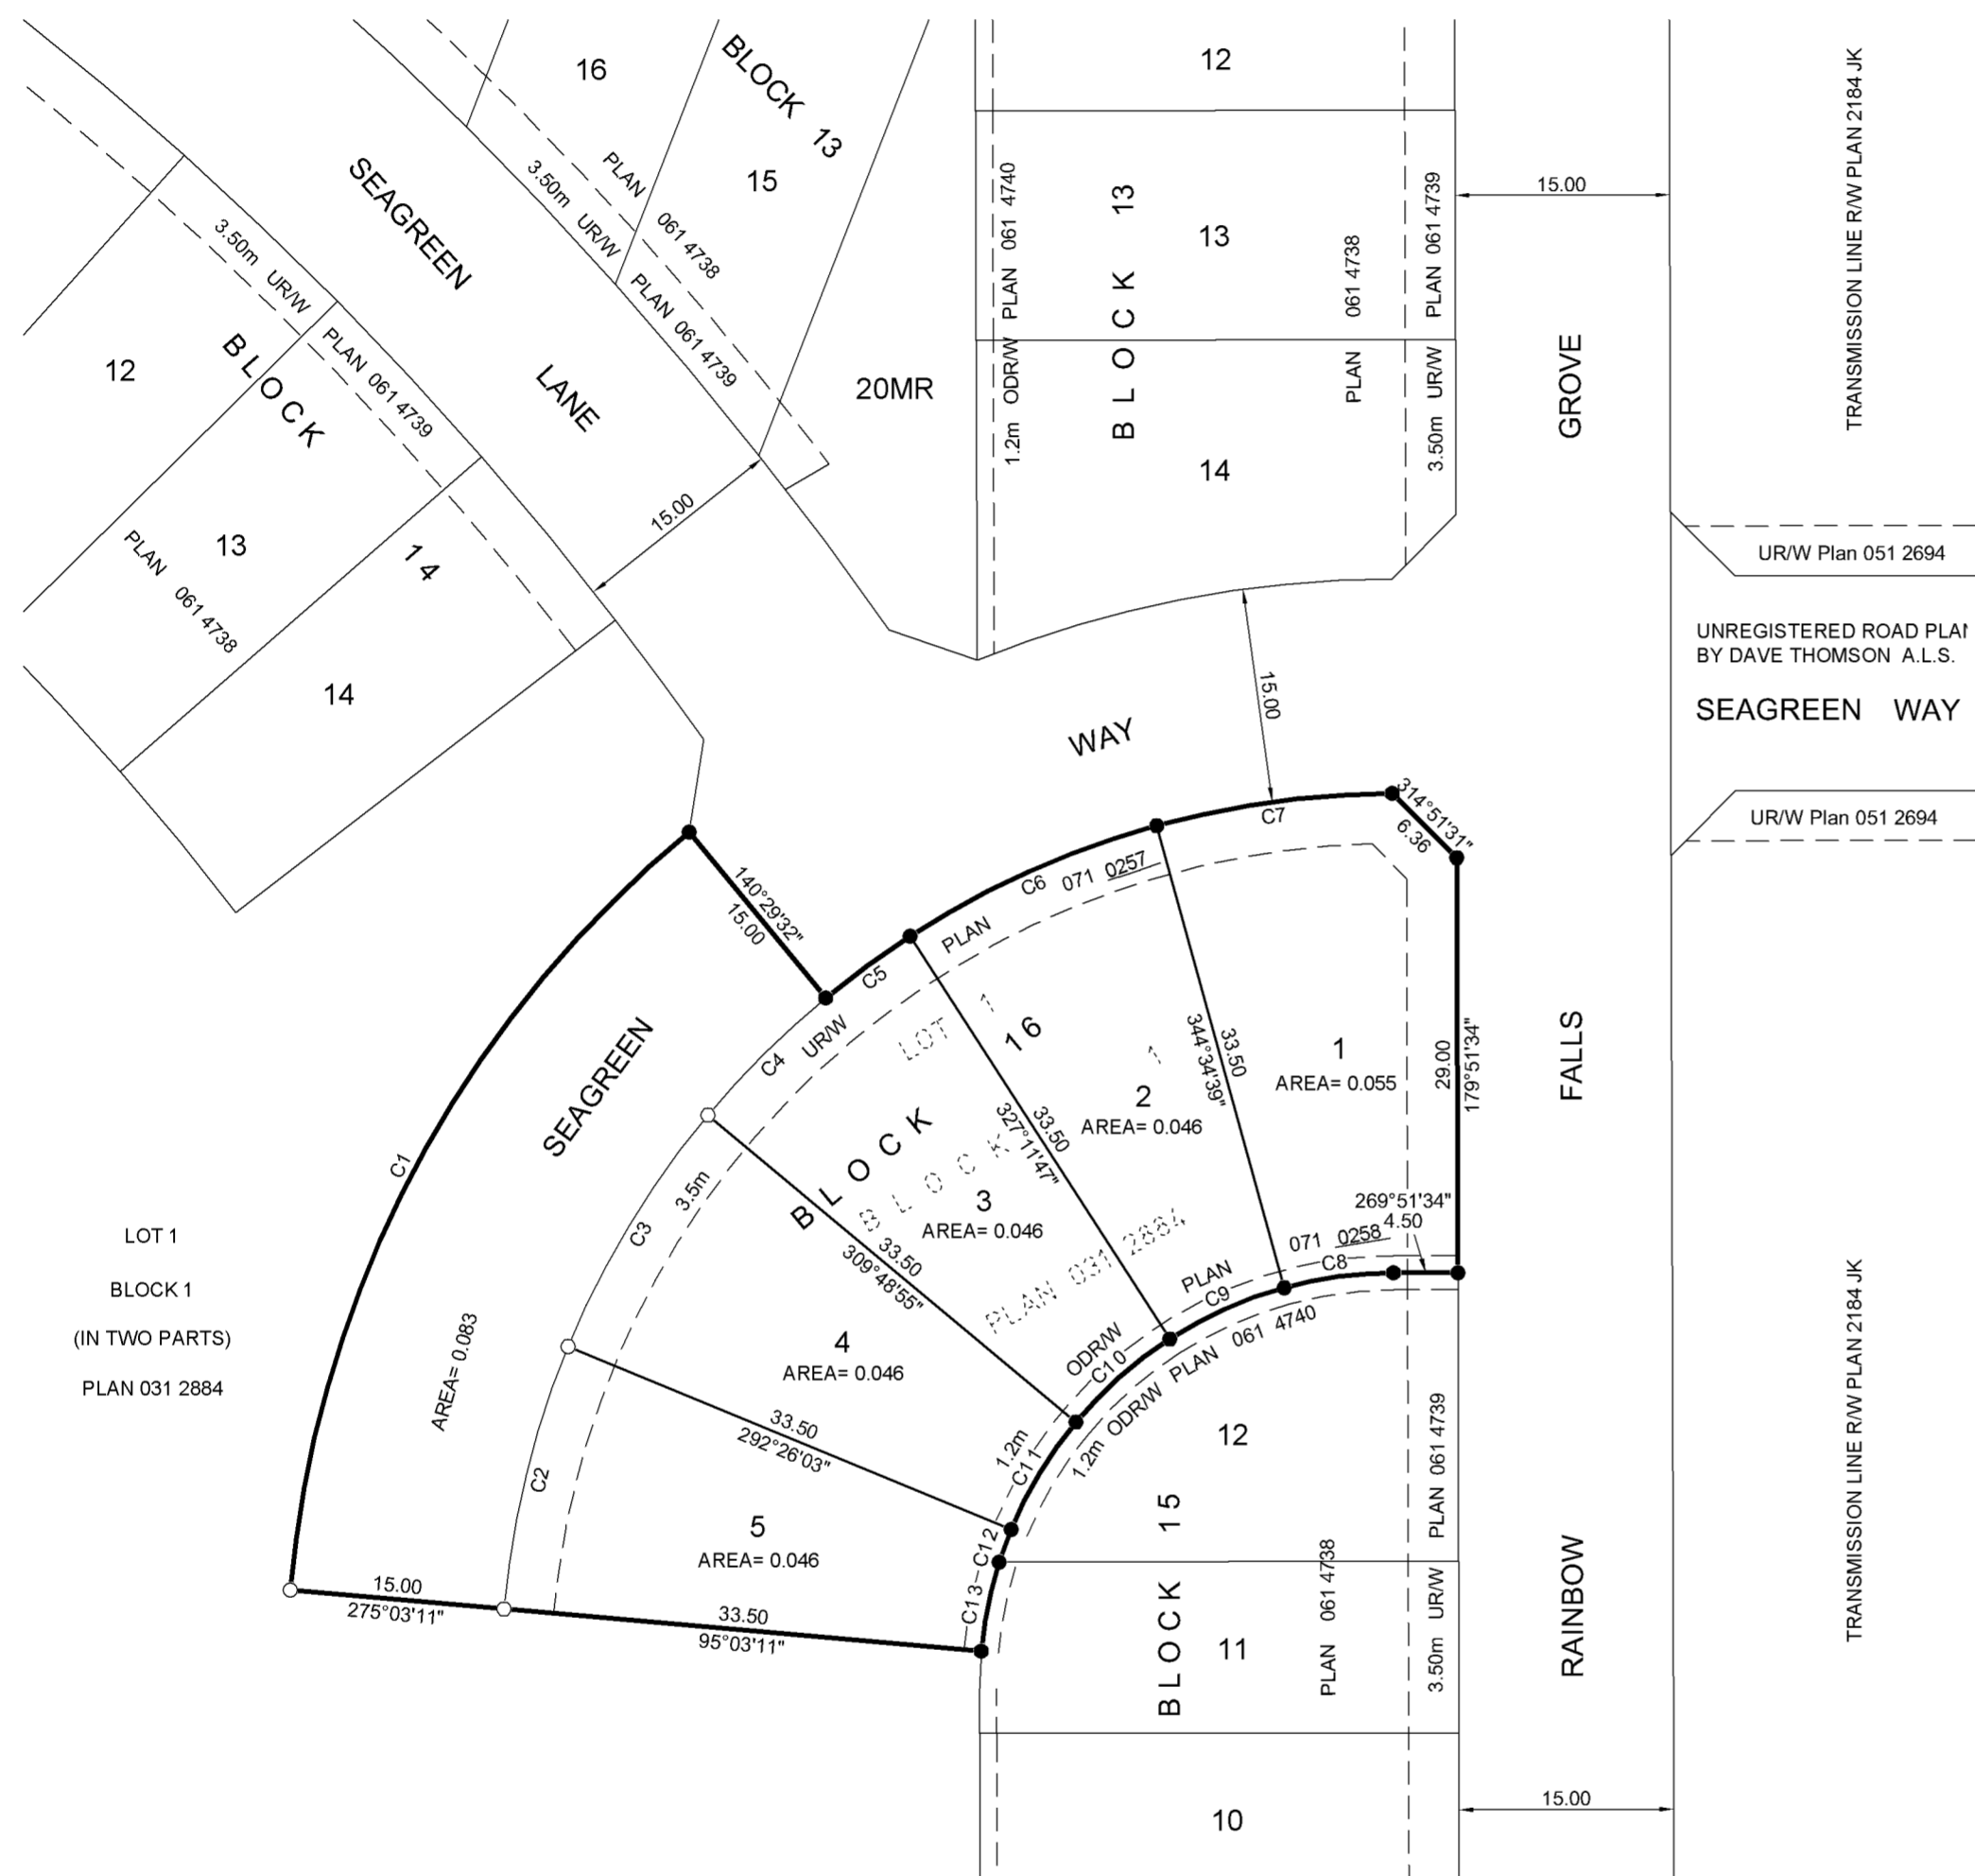 16
BLOCK 13
15
12
3.50m UR/W PLAN 061 4739
PLAN 061 4738
SEAGREEN
LANE
3.50m UR/W PLAN 061 4739
12
BLOCK
13
14
PLAN 061 4738
14
15.00
20MR
1.2m ODR/W PLAN 061 4740
BLOCK 13
13
PLAN 061 4738
3.50m UR/W PLAN 061 4739
14
15.00
GROVE
TRANSMISSION LINE R/W PLAN 2184 JK
UR/W Plan 051 2694
UNREGISTERED ROAD PLAN
BY DAVE THOMSON A.L.S.
SEAGREEN WAY
UR/W Plan 051 2694
WAY
15.00
314°51'31"
6.36
C7
C6
071 0257
PLAN
C5
140°29'32"
15.00
C4
UR/W
3.5m
C3
C2
C1
SEAGREEN
AREA= 0.083
LOT 1
BLOCK 1
(IN TWO PARTS)
PLAN 031 2884
LOT 1
16
BLOCK
BLOCK 1
PLAN 031 2884
1
AREA= 0.055
33.50
344°34'39"
2
AREA= 0.046
33.50
327°11'47"
3
AREA= 0.046
33.50
309°48'55"
4
AREA= 0.046
33.50
292°26'03"
5
AREA= 0.046
29.00
179°51'34"
FALLS
269°51'34"
4.50
071 0258
C8
PLAN
C9
ODR/W
C10
1.2m
C11
C12
C13
1.2m ODR/W PLAN 061 4740
12
BLOCK 15
PLAN 061 4738
3.50m UR/W PLAN 061 4739
11
10
15.00
275°03'11"
33.50
95°03'11"
RAINBOW
15.00
TRANSMISSION LINE R/W PLAN 2184 JK